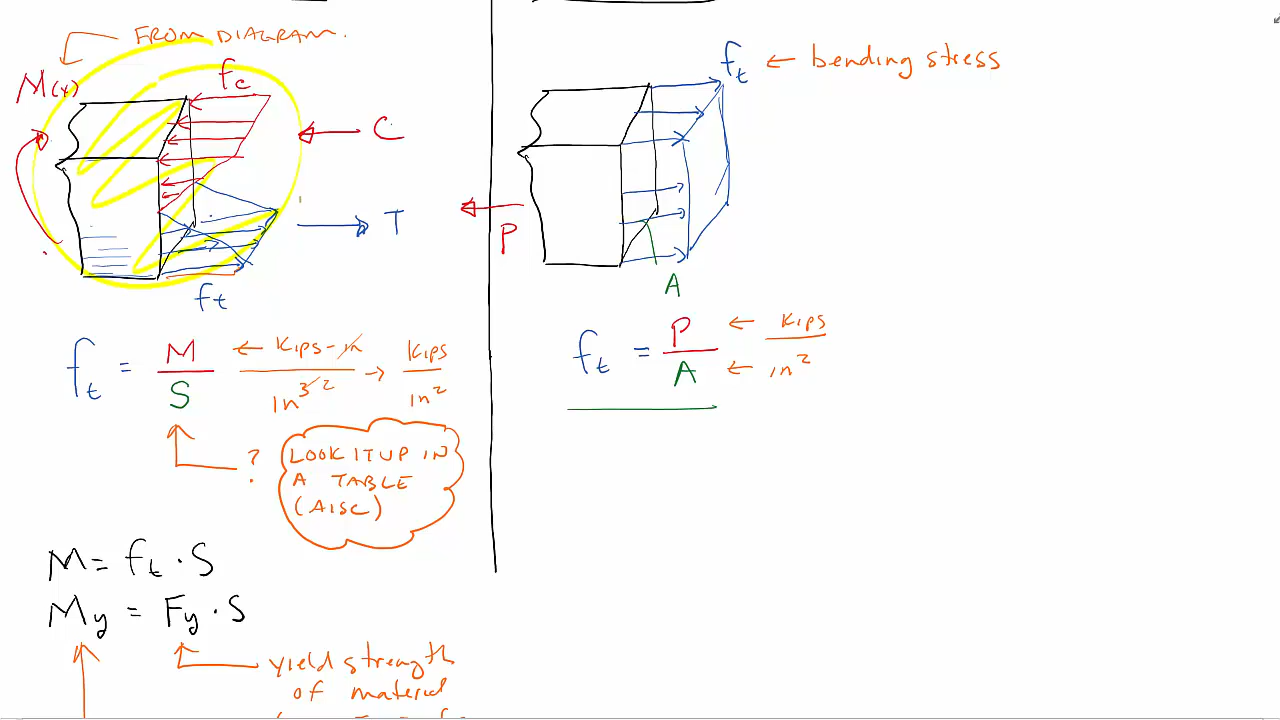 FROM DIAGRAM.
M(x)
fc
C
T
ft
ft = M/S ← kips-in / in³ ² → kips/in²
?
LOOK IT UP IN
A TABLE
(AISC)
M = ft · S
My = Fy · S
yield strength
of material
ft ← bending stress
P
A
ft = P/A ← kips
← in²